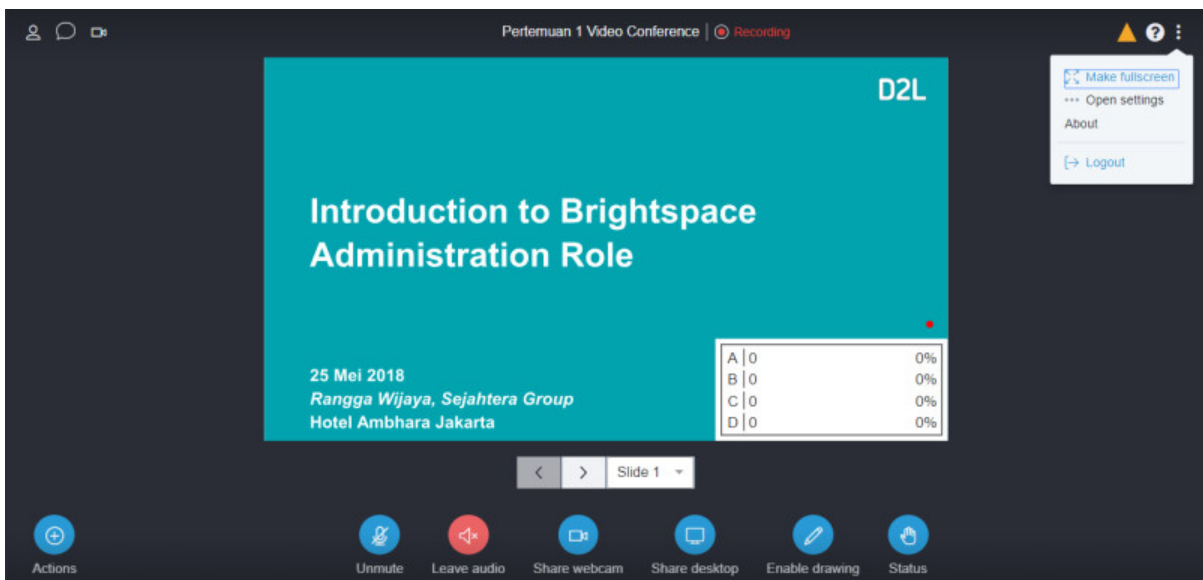 Pertemuan 1 Video Conference | Recording
Make fullscreen
Open settings
About
Logout
D2L
Introduction to Brightspace
Administration Role
25 Mei 2018
Rangga Wijaya, Sejahtera Group
Hotel Ambhara Jakarta
A 0 0%
B 0 0%
C 0 0%
D 0 0%
Slide 1
Actions
Unmute
Leave audio
Share webcam
Share desktop
Enable drawing
Status